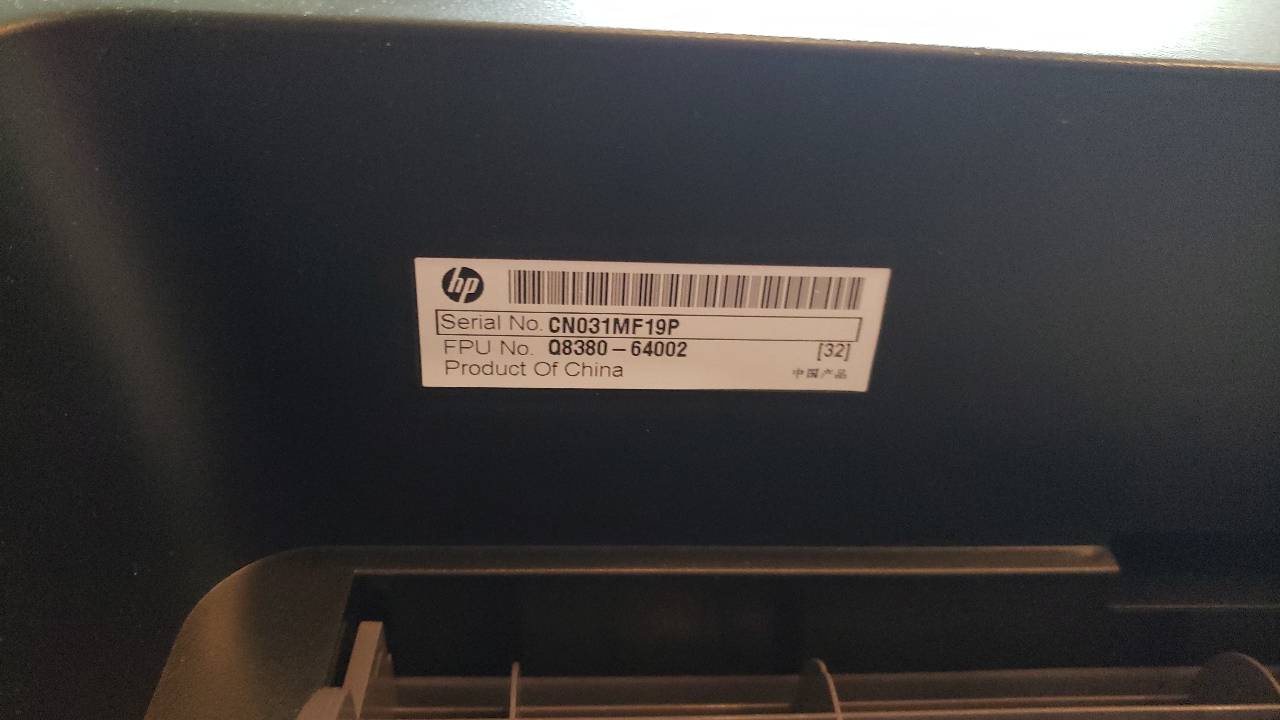 hp
Serial No. CN031MF19P
FPU No. Q8380-64002 [32]
Product Of China 中国产品